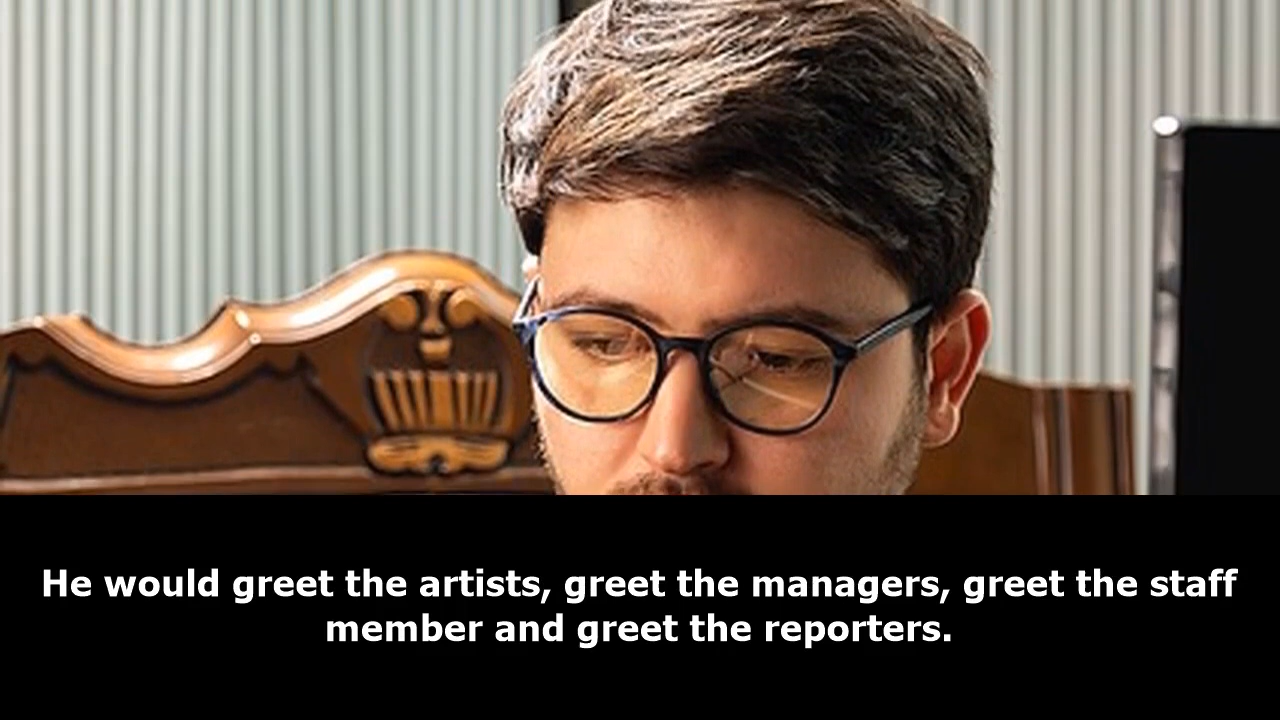 He would greet the artists, greet the managers, greet the staff
member and greet the reporters.